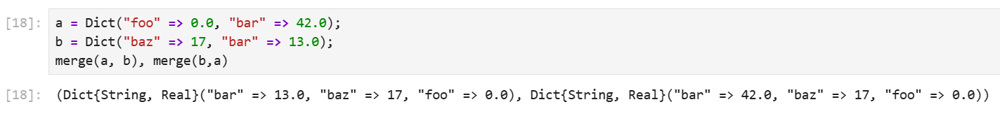 [18]: a = Dict("foo" => 0.0, "bar" => 42.0);
b = Dict("baz" => 17, "bar" => 13.0);
merge(a, b), merge(b,a)
[18]: (Dict{String, Real}("bar" => 13.0, "baz" => 17, "foo" => 0.0), Dict{String, Real}("bar" => 42.0, "baz" => 17, "foo" => 0.0))